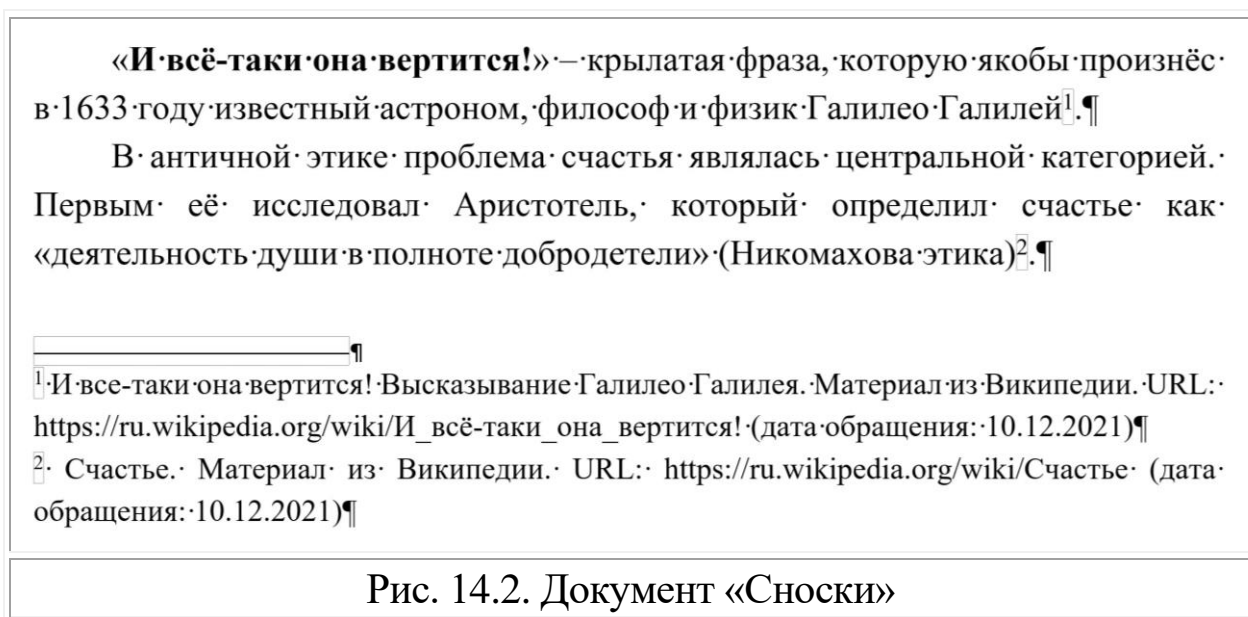 «И·всё-таки·она·вертится!»·–·крылатая·фраза,·которую·якобы·произнёс·
в·1633·году·известный·астроном,·философ·и·физик·Галилео·Галилей¹.¶
В· античной· этике· проблема· счастья· являлась· центральной· категорией.·
Первым· её· исследовал· Аристотель,· который· определил· счастье· как·
«деятельность·души·в·полноте·добродетели»·(Никомахова·этика)².¶
¶
¹·И·все-таки·она·вертится!·Высказывание·Галилео·Галилея.·Материал·из·Википедии.·URL:·
https://ru.wikipedia.org/wiki/И_всё-таки_она_вертится!·(дата·обращения:·10.12.2021)¶
²· Счастье.· Материал· из· Википедии.· URL:· https://ru.wikipedia.org/wiki/Счастье· (дата·
обращения:·10.12.2021)¶
Рис. 14.2. Документ «Сноски»